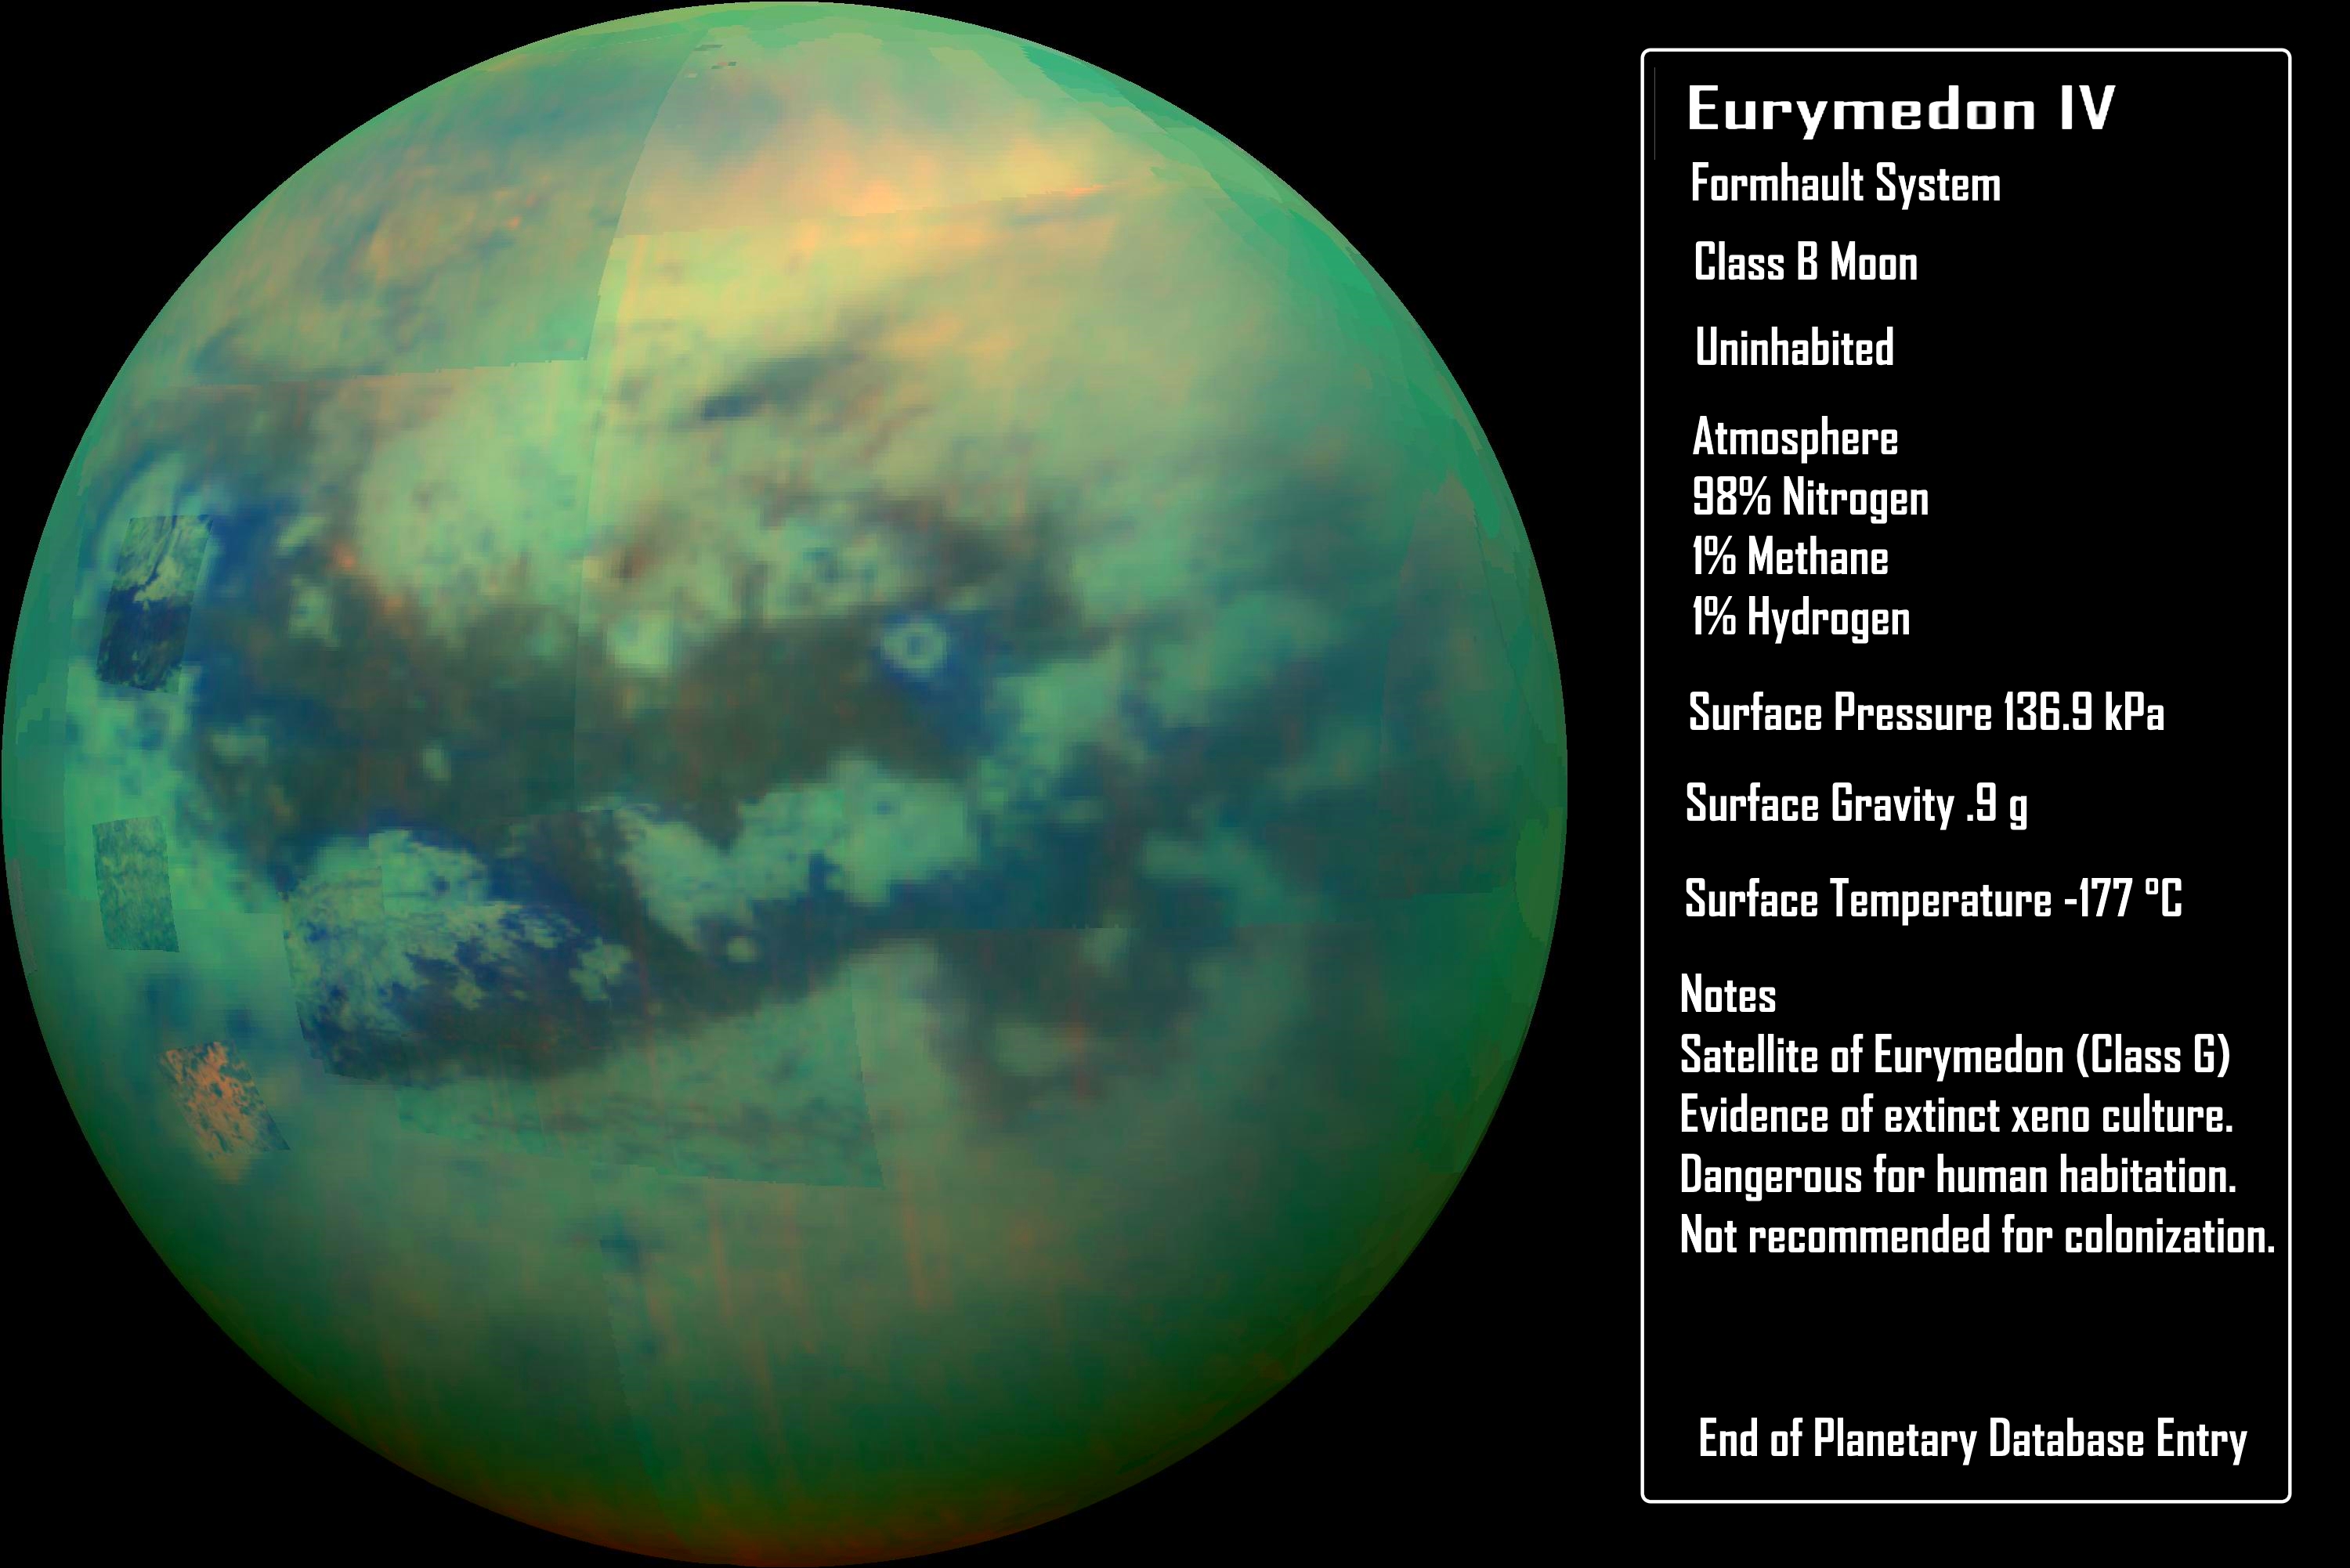 Eurymedon IV
Formhault System
Class B Moon
Uninhabited
Atmosphere
98% Nitrogen
1% Methane
1% Hydrogen
Surface Pressure 136.9 kPa
Surface Gravity .9 g
Surface Temperature -177 °C
Notes
Satellite of Eurymedon (Class G)
Evidence of extinct xeno culture.
Dangerous for human habitation.
Not recommended for colonization.
End of Planetary Database Entry